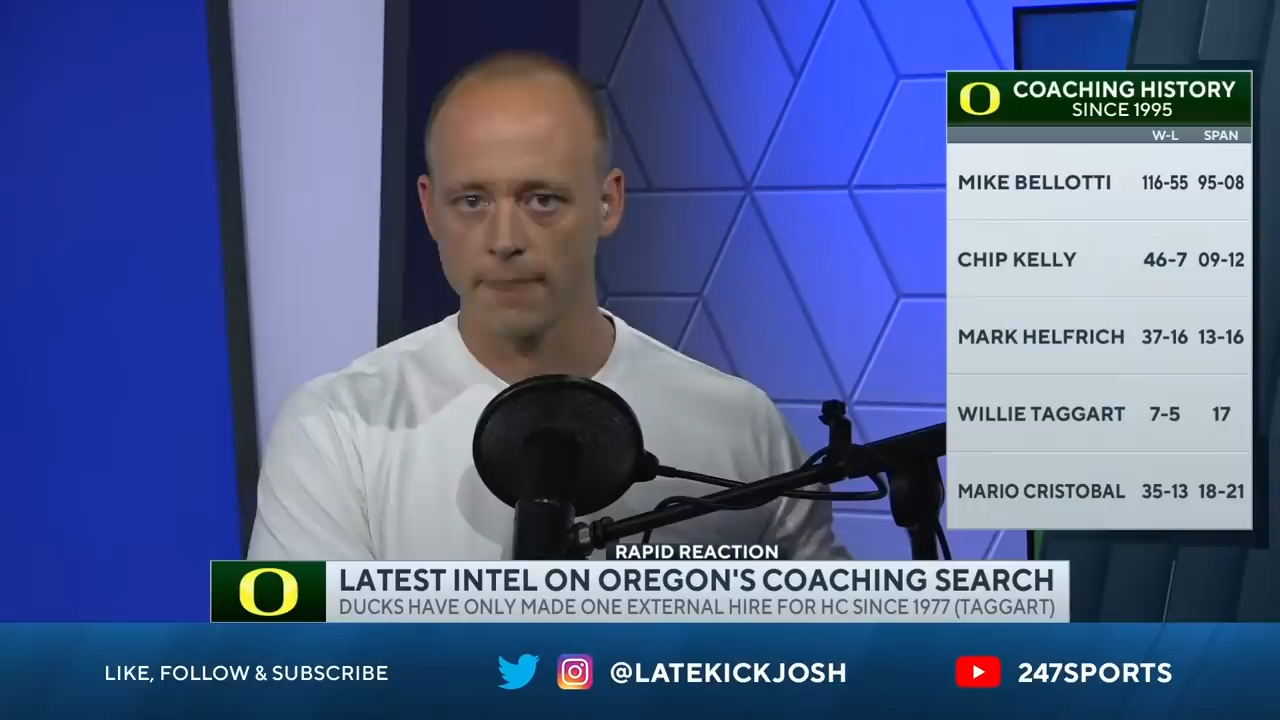 O COACHING HISTORY
SINCE 1995
W-L SPAN
MIKE BELLOTTI 116-55 95-08
CHIP KELLY 46-7 09-12
MARK HELFRICH 37-16 13-16
WILLIE TAGGART 7-5 17
MARIO CRISTOBAL 35-13 18-21
RAPID REACTION
O LATEST INTEL ON OREGON'S COACHING SEARCH
DUCKS HAVE ONLY MADE ONE EXTERNAL HIRE FOR HC SINCE 1977 (TAGGART)
LIKE, FOLLOW & SUBSCRIBE @LATEKICKJOSH 247SPORTS